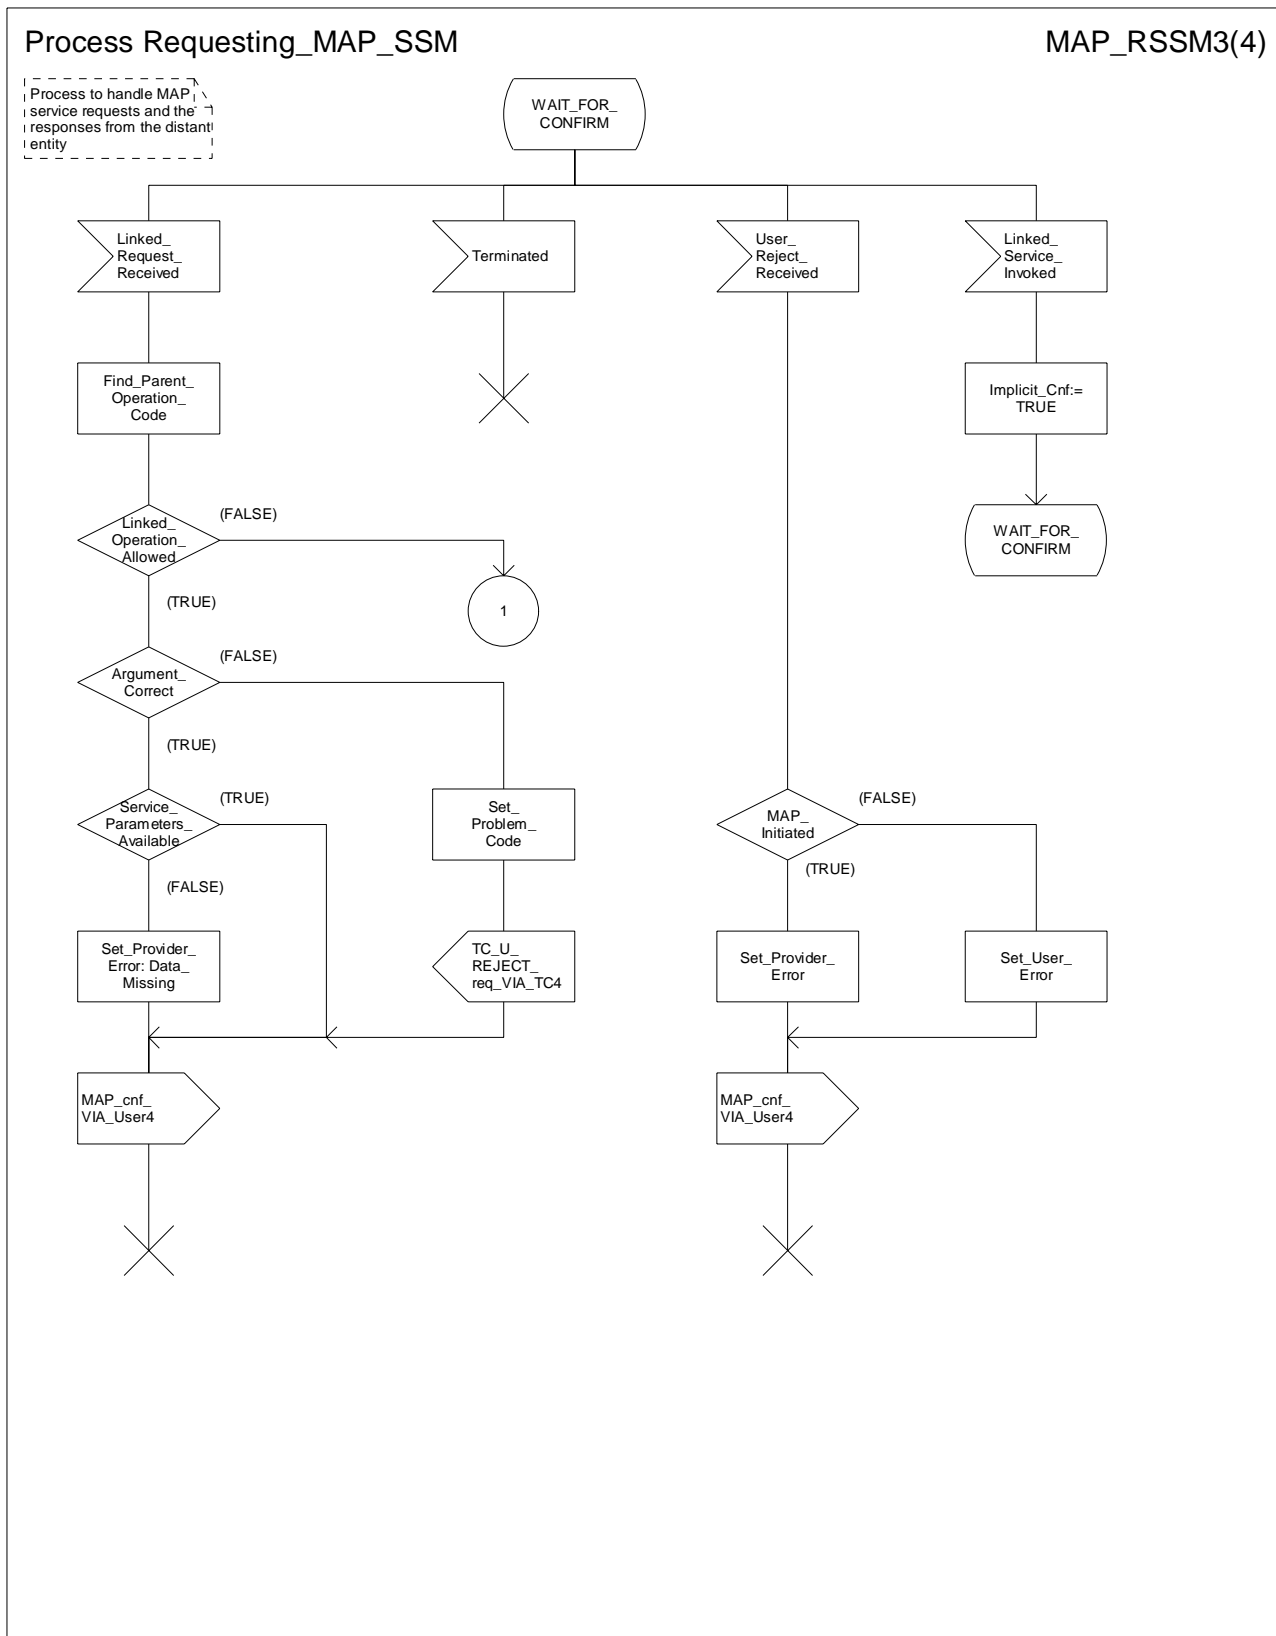 Process Requesting_MAP_SSM
MAP_RSSM3(4)
Process to handle MAP
service requests and the
responses from the distant
entity
WAIT_FOR_
CONFIRM
Linked_
Request_
Received
Terminated
User_
Reject_
Received
Linked_
Service_
Invoked
Find_Parent_
Operation_
Code
Implicit_Cnf:=
TRUE
Linked_
Operation_
Allowed
(FALSE)
(TRUE)
1
WAIT_FOR_
CONFIRM
Argument_
Correct
(FALSE)
(TRUE)
Service_
Parameters_
Available
(TRUE)
(FALSE)
Set_
Problem_
Code
MAP_
Initiated
(FALSE)
(TRUE)
Set_Provider_
Error: Data_
Missing
TC_U_
REJECT_
req_VIA_TC4
Set_Provider_
Error
Set_User_
Error
MAP_cnf_
VIA_User4
MAP_cnf_
VIA_User4